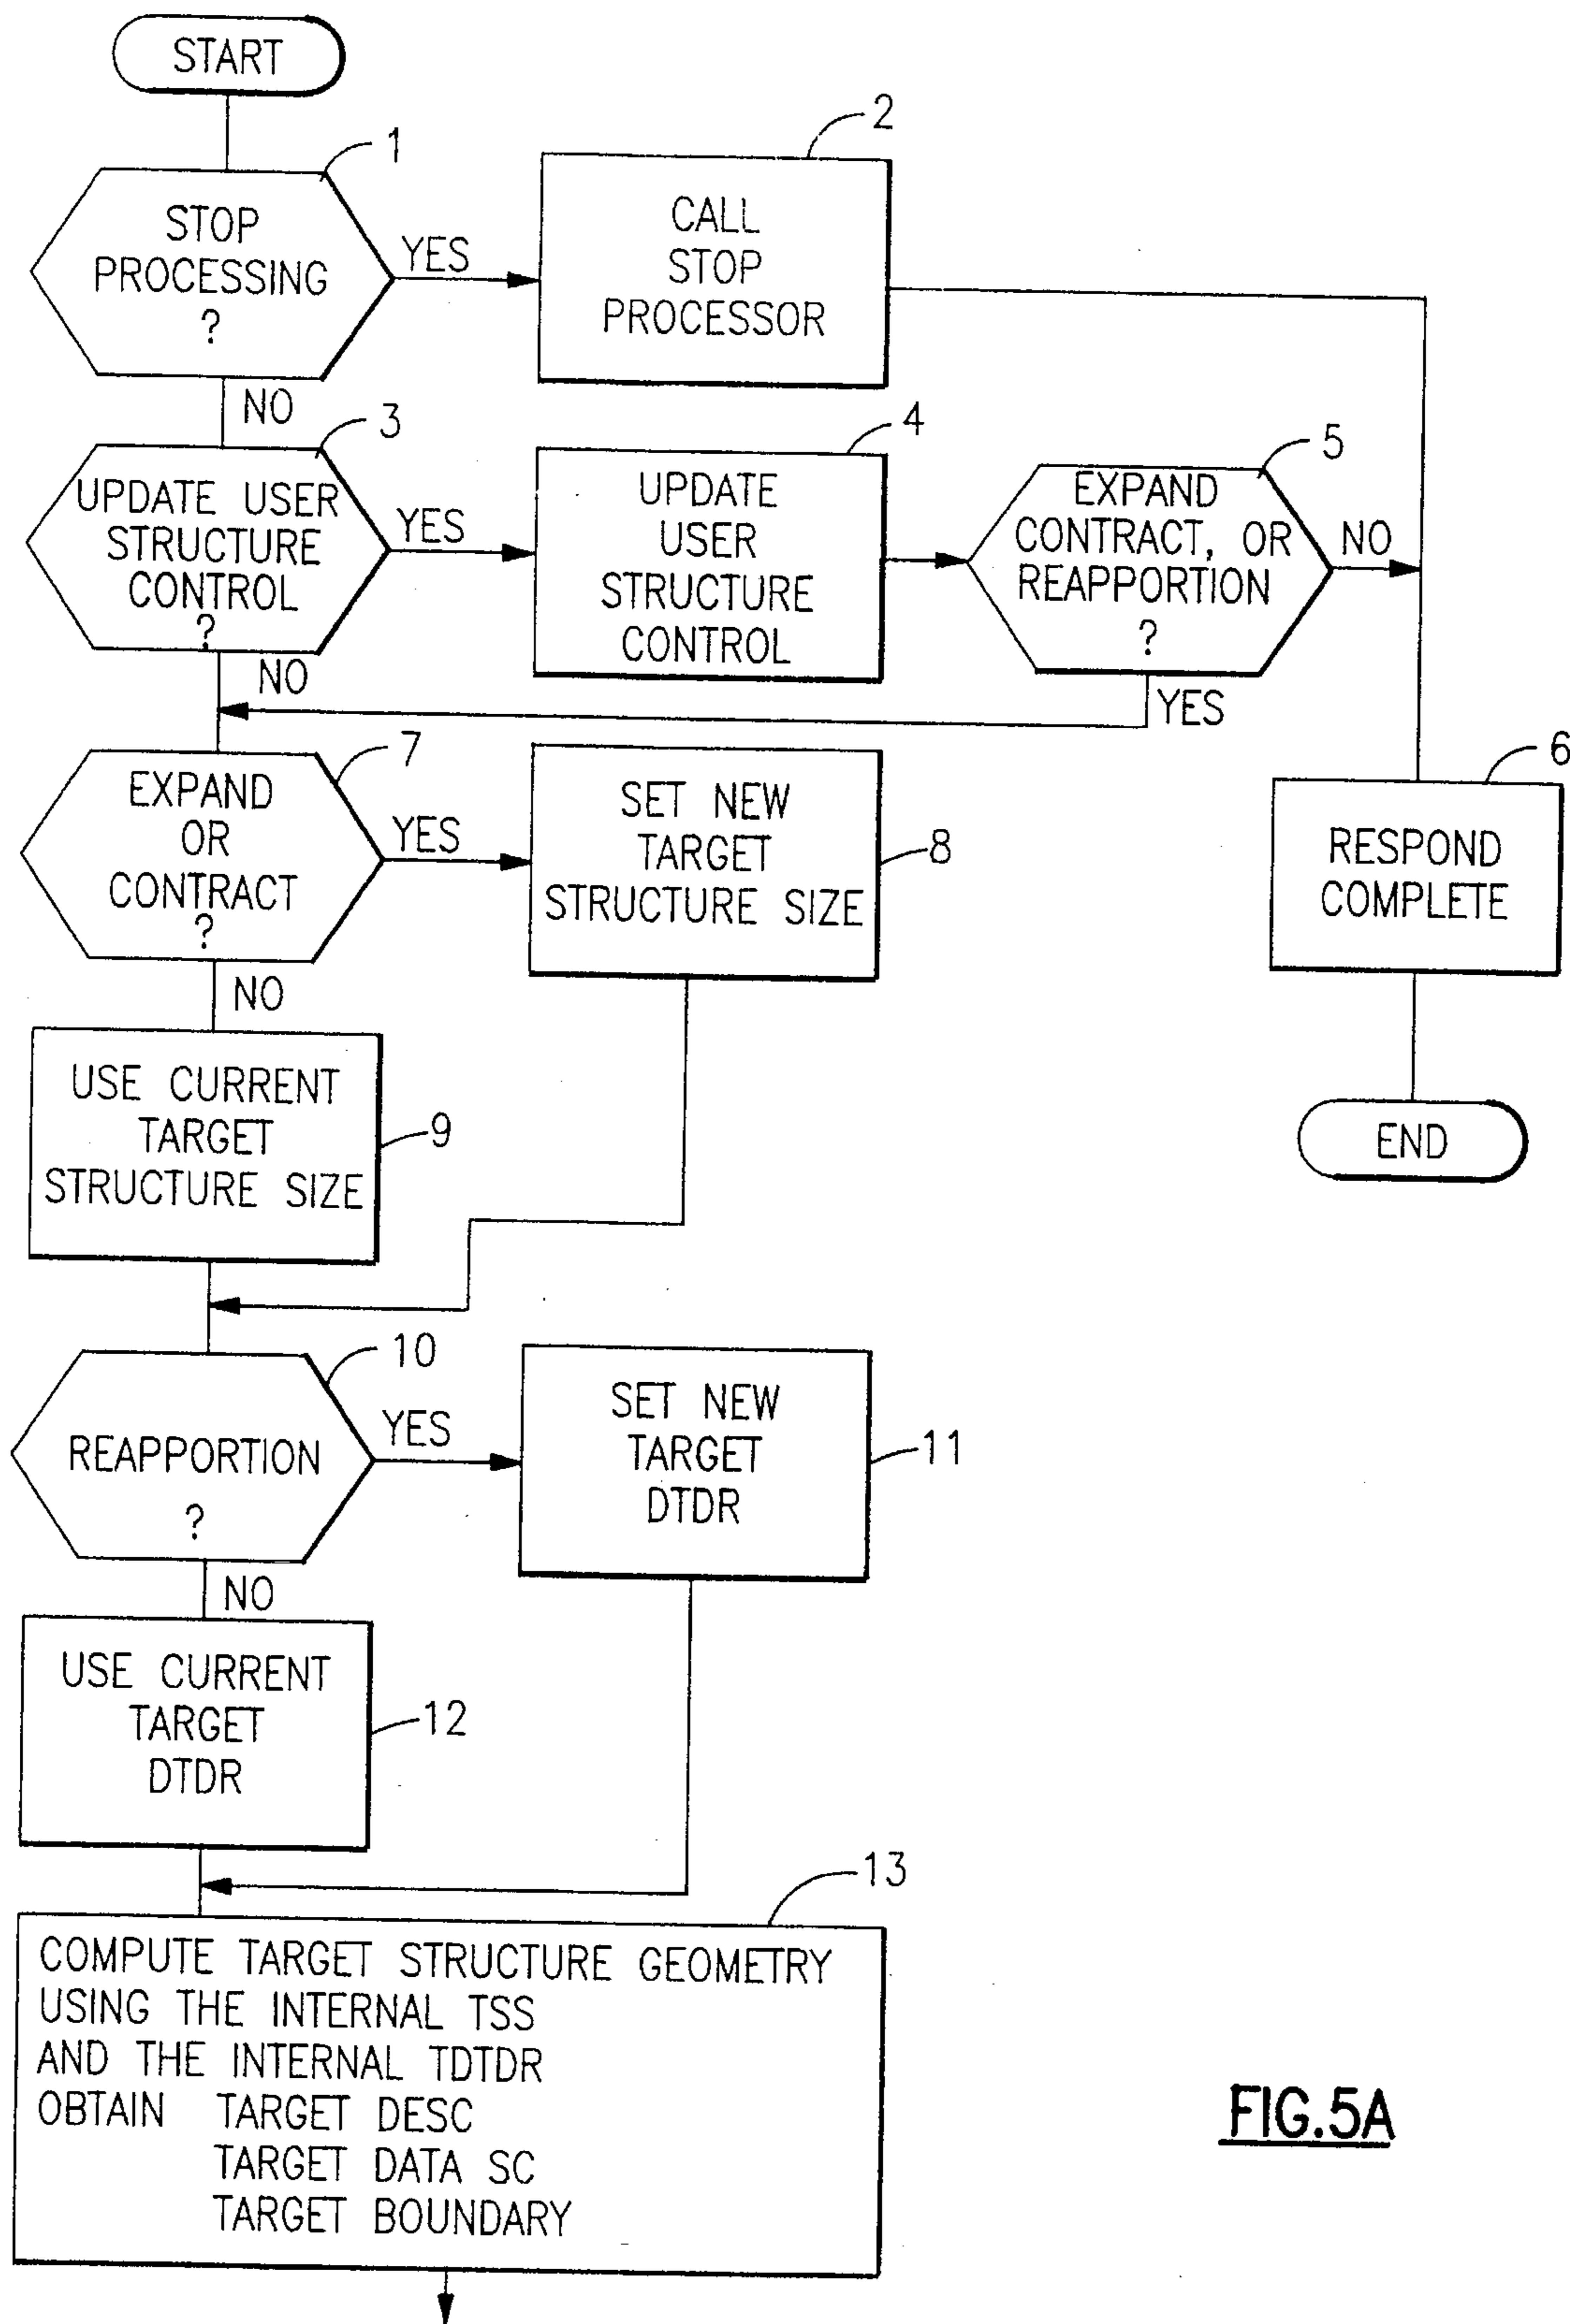 START
1
STOP
PROCESSING
?
YES
2
CALL
STOP
PROCESSOR
NO
3
UPDATE USER
STRUCTURE
CONTROL
?
YES
4
UPDATE
USER
STRUCTURE
CONTROL
5
EXPAND
CONTRACT, OR
REAPPORTION
?
NO
YES
NO
6
RESPOND
COMPLETE
END
7
EXPAND
OR
CONTRACT
?
YES
8
SET NEW
TARGET
STRUCTURE SIZE
NO
9
USE CURRENT
TARGET
STRUCTURE SIZE
10
REAPPORTION
?
YES
11
SET NEW
TARGET
DTDR
NO
12
USE CURRENT
TARGET
DTDR
13
COMPUTE TARGET STRUCTURE GEOMETRY
USING THE INTERNAL TSS
AND THE INTERNAL TDTDR
OBTAIN TARGET DESC
TARGET DATA SC
TARGET BOUNDARY
FIG.5A